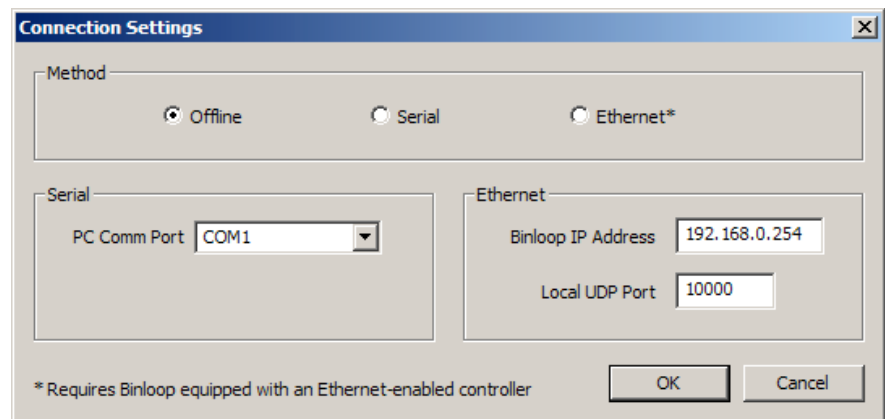 Connection Settings
Method
Offline
Serial
Ethernet*
Serial
PC Comm Port COM1
Ethernet
Binloop IP Address 192.168.0.254
Local UDP Port 10000
* Requires Binloop equipped with an Ethernet-enabled controller
OK
Cancel